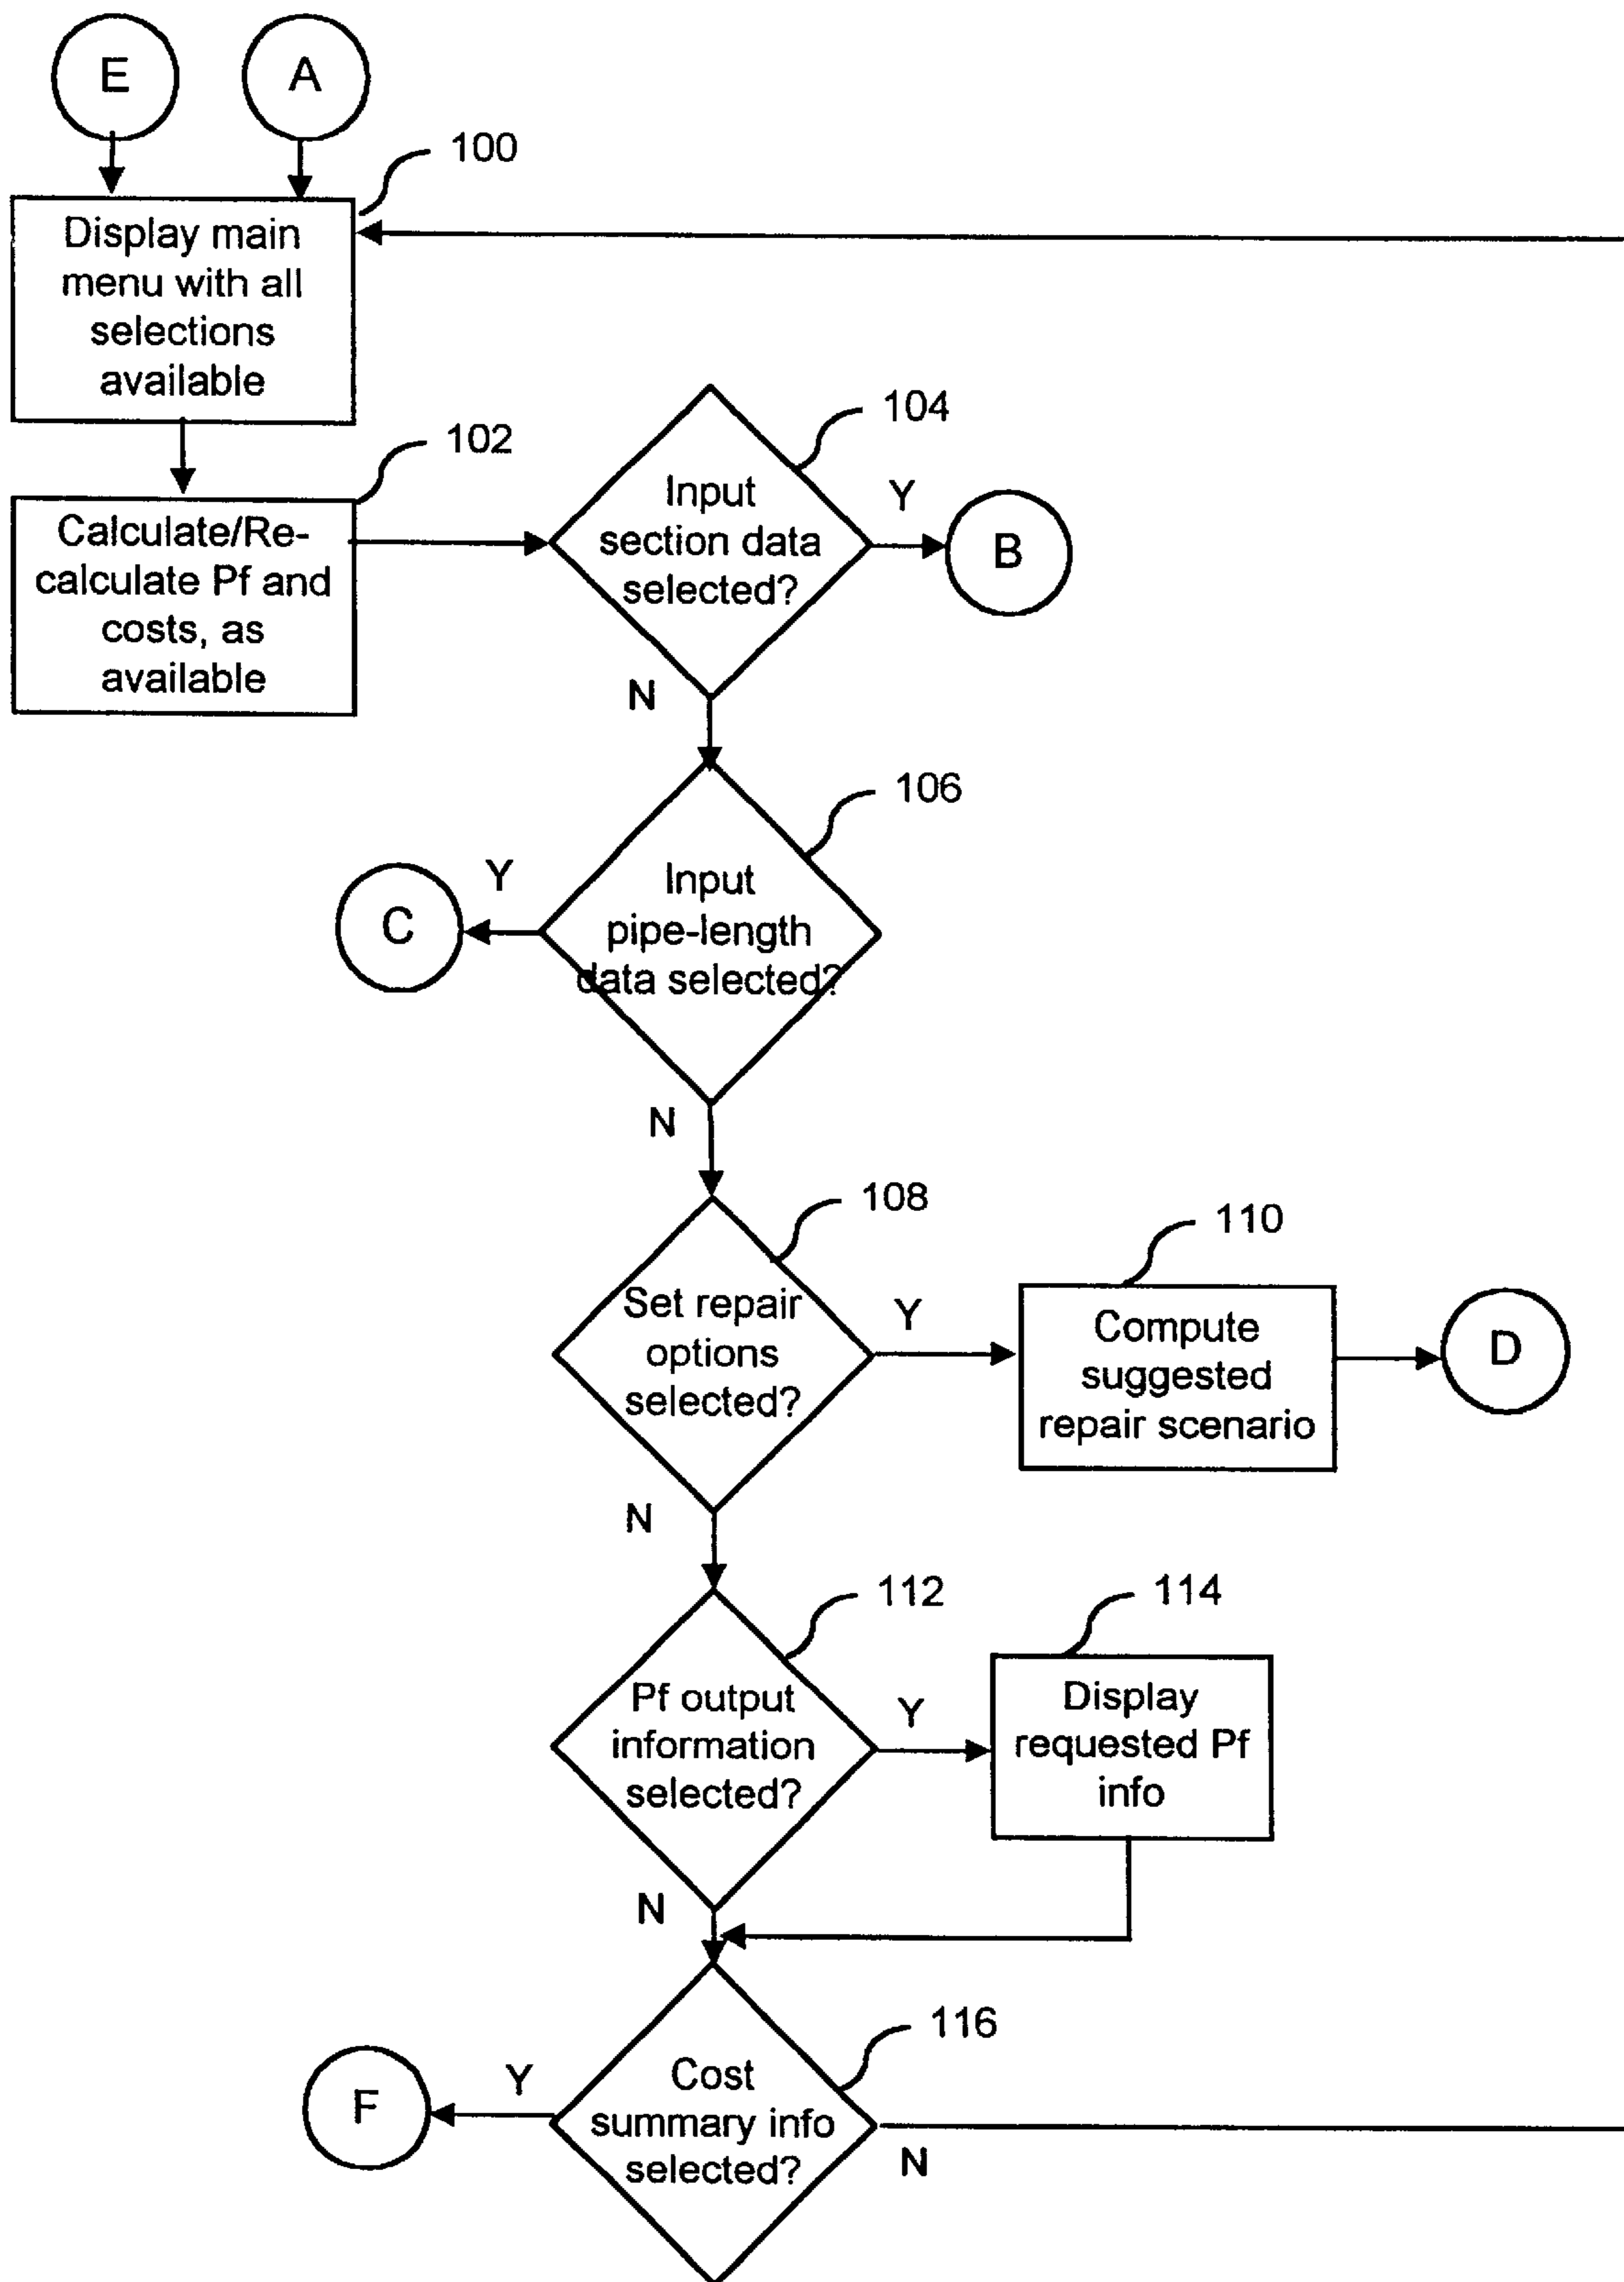 E
A
100
Display main
menu with all
selections
available
102
Calculate/Re-
calculate Pf and
costs, as
available
104
Input
section data
selected?
Y
B
N
106
Input
pipe-length
data selected?
Y
C
N
108
Set repair
options
selected?
Y
110
Compute
suggested
repair scenario
D
N
112
Pf output
information
selected?
Y
114
Display
requested Pf
info
N
116
Cost
summary info
selected?
Y
F
N